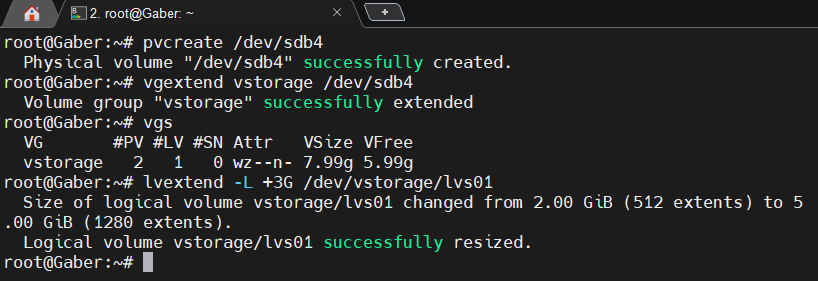 2. root@Gaber: ~
root@Gaber:~# pvcreate /dev/sdb4
  Physical volume "/dev/sdb4" successfully created.
root@Gaber:~# vgextend vstorage /dev/sdb4
  Volume group "vstorage" successfully extended
root@Gaber:~# vgs
  VG       #PV #LV #SN Attr   VSize VFree
  vstorage   2   1   0 wz--n- 7.99g 5.99g
root@Gaber:~# lvextend -L +3G /dev/vstorage/lvs01
  Size of logical volume vstorage/lvs01 changed from 2.00 GiB (512 extents) to 5
.00 GiB (1280 extents).
  Logical volume vstorage/lvs01 successfully resized.
root@Gaber:~#